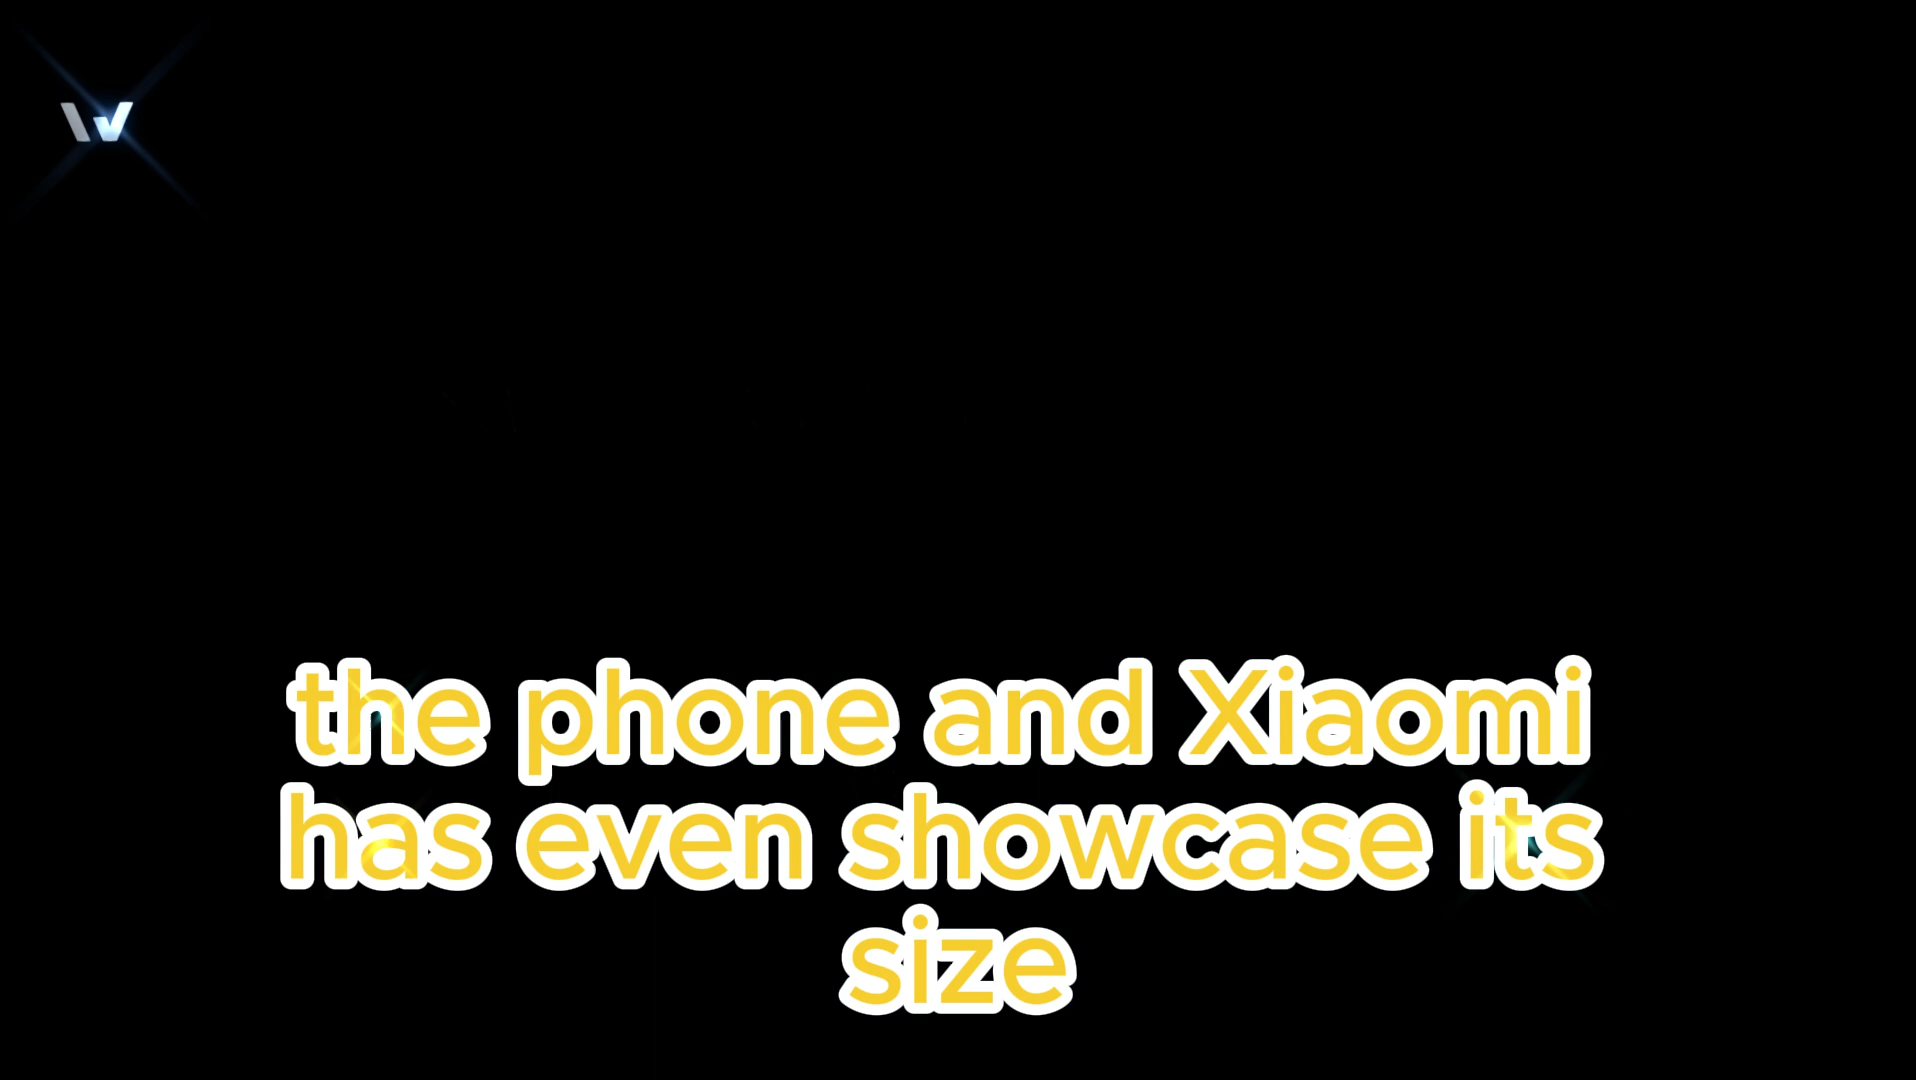 W
the phone and Xiaomi
has even showcase its
size